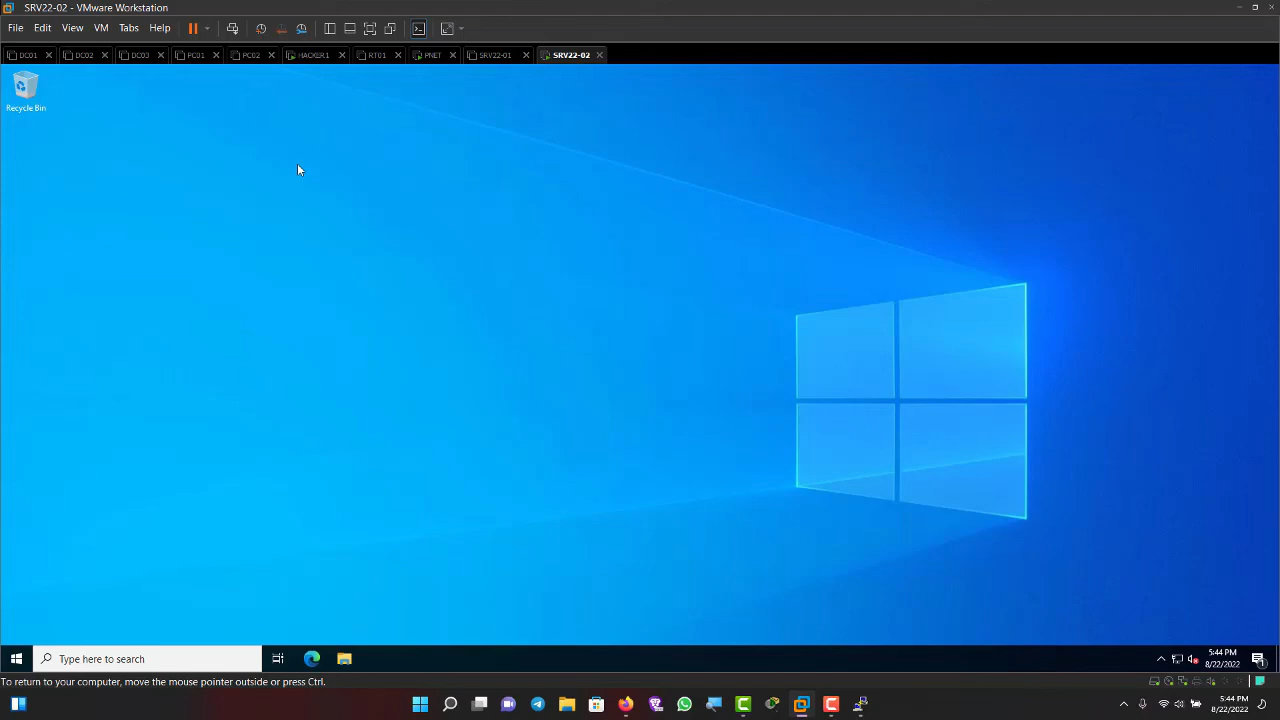 SRV22-02 - VMware Workstation
File Edit View VM Tabs Help
DC01 DC02 DC03 PC01 PC02 HACKER1 RT01 PNET SRV22-01 SRV22-02
Recycle Bin
Type here to search
5:44 PM
8/22/2022
1
To return to your computer, move the mouse pointer outside or press Ctrl.
5:44 PM
8/22/2022